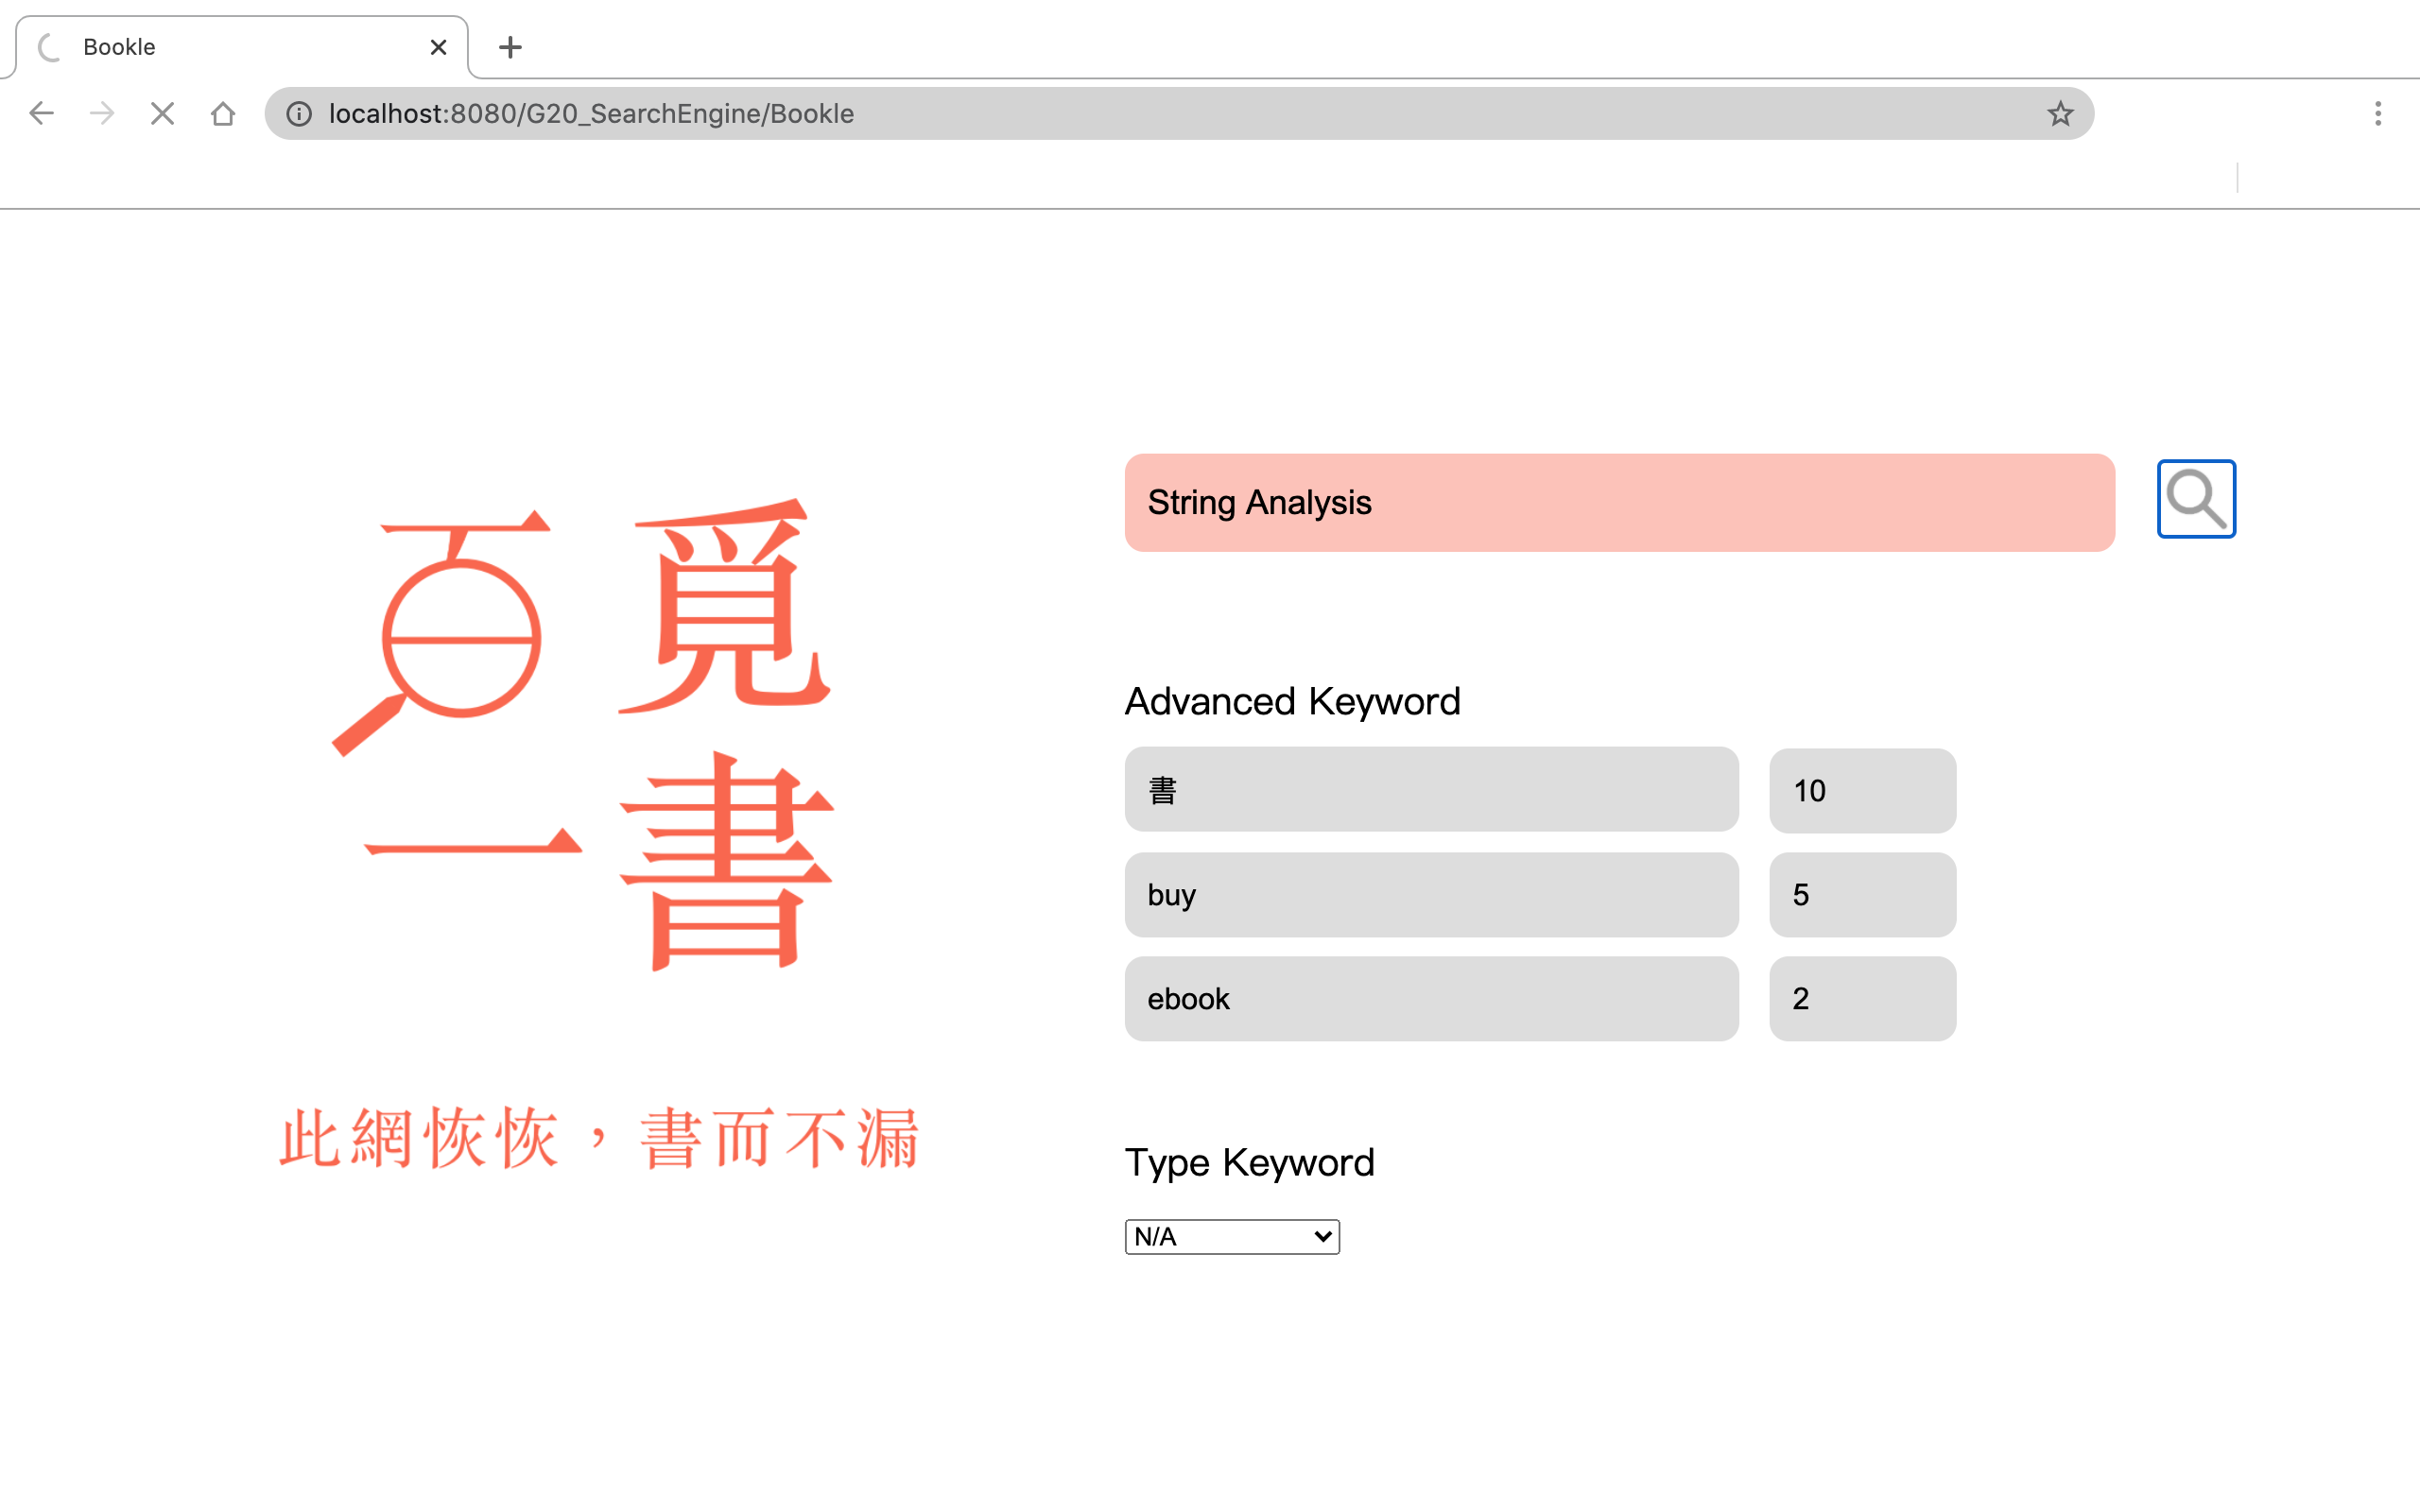 Bookle
localhost:8080/G20_SearchEngine/Bookle
百覓
一書
此網恢恢，書而不漏
String Analysis
Advanced Keyword
書 10
buy 5
ebook 2
Type Keyword
N/A